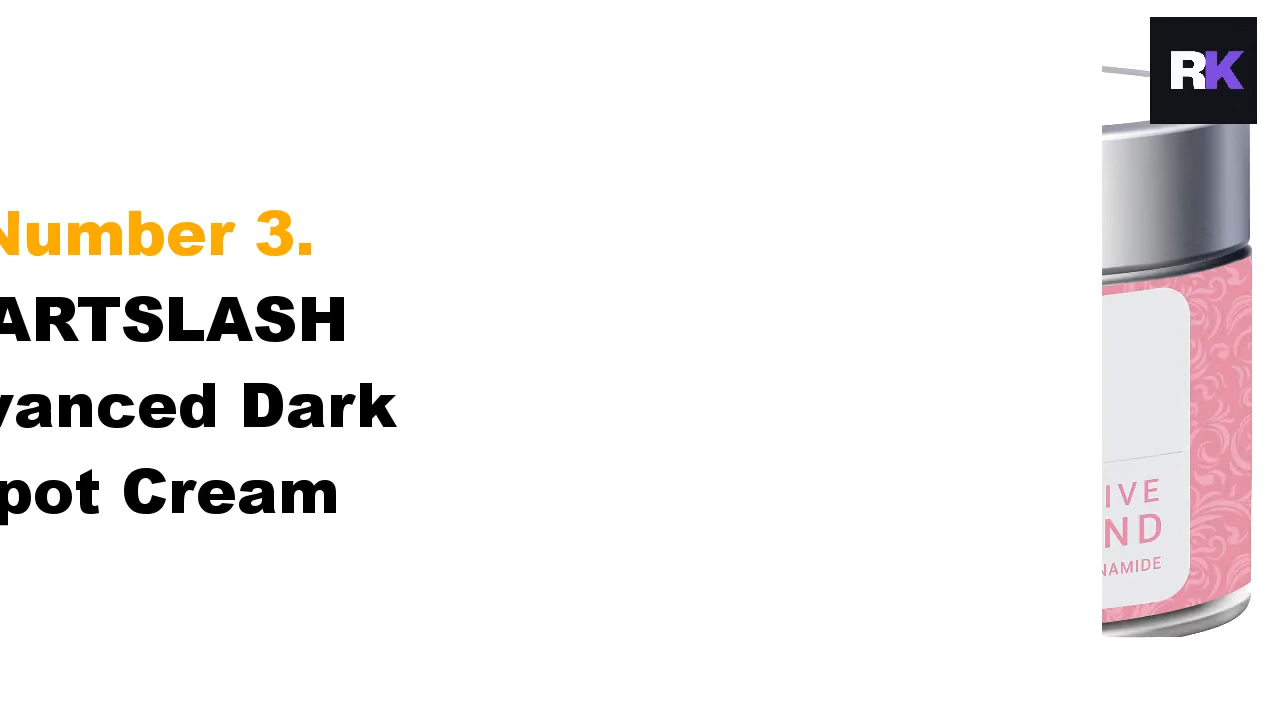 Number 3.
ARTSLASH
vanced Dark
pot Cream
RK
IVE
ND
NAMIDE